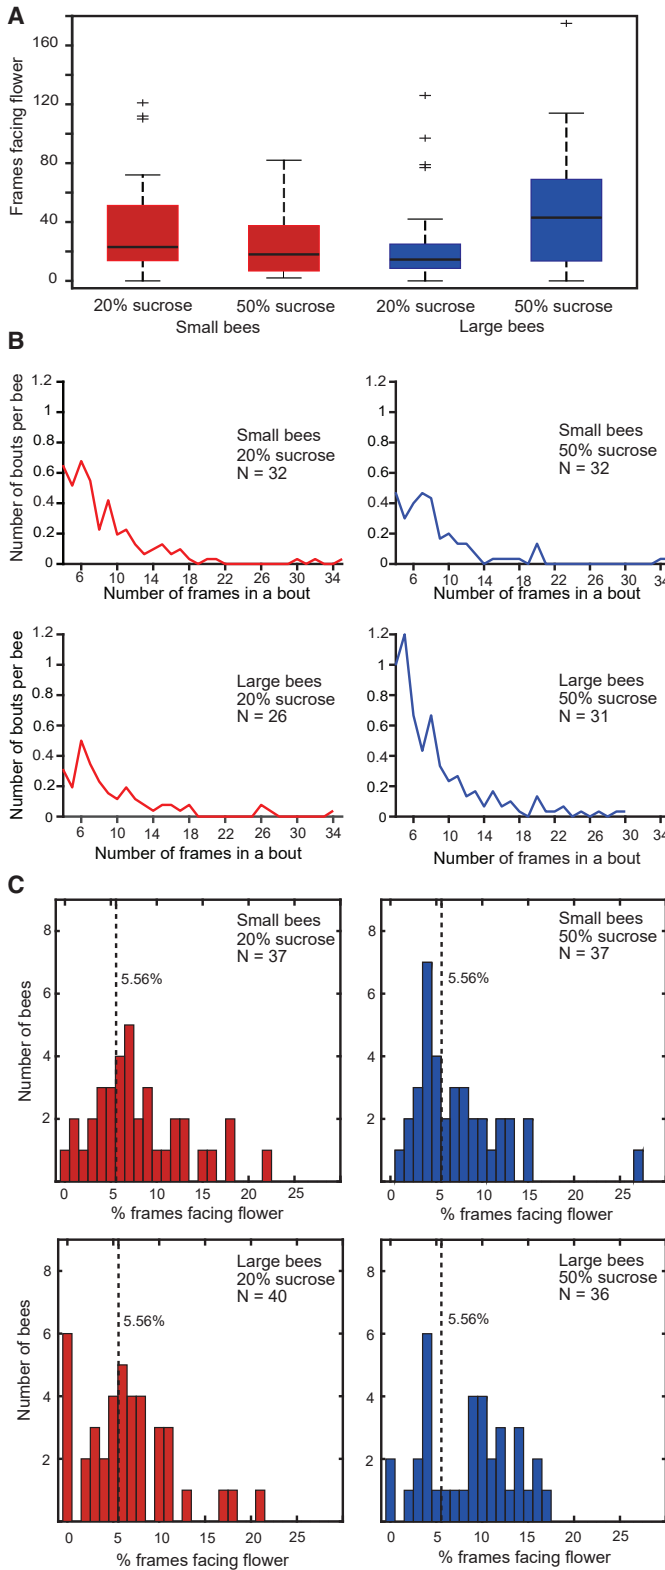 A
Frames facing flower
160
120
80
40
0
20% sucrose
50% sucrose
20% sucrose
50% sucrose
Small bees
Large bees
B
Number of bouts per bee
1.2
1
0.8
0.6
0.4
0.2
0
6
10
14
18
22
26
30
34
Number of frames in a bout
Small bees
20% sucrose
N = 32
1.2
1
0.8
0.6
0.4
0.2
0
6
10
14
18
22
26
30
34
Number of frames in a bout
Small bees
50% sucrose
N = 32
Number of bouts per bee
1.2
1
0.8
0.6
0.4
0.2
0
6
10
14
18
22
26
30
34
Number of frames in a bout
Large bees
20% sucrose
N = 26
1.2
1
0.8
0.6
0.4
0.2
0
6
10
14
18
22
26
30
34
Number of frames in a bout
Large bees
50% sucrose
N = 31
C
Number of bees
8
6
4
2
0
5
10
15
20
25
% frames facing flower
Small bees
20% sucrose
N = 37
5.56%
8
6
4
2
0
5
10
15
20
25
% frames facing flower
Small bees
50% sucrose
N = 37
5.56%
Number of bees
8
6
4
2
0
5
10
15
20
25
% frames facing flower
Large bees
20% sucrose
N = 40
5.56%
8
6
4
2
0
5
10
15
20
25
% frames facing flower
Large bees
50% sucrose
N = 36
5.56%